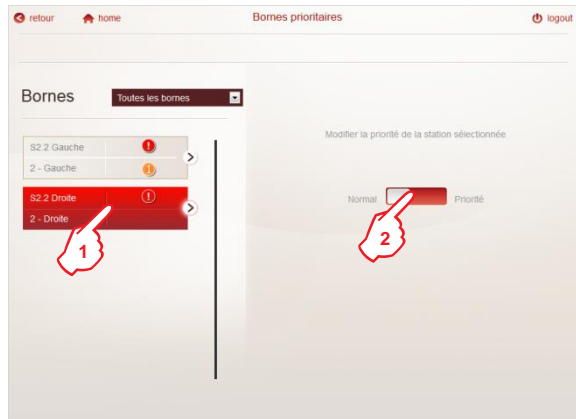 retour home Bornes prioritaires logout
Bornes Toutes les bornes
Modifier la priorité de la station sélectionnée
S2.2 Gauche
2 - Gauche
S2.2 Droite
2 - Droite
Normal Priorité
1
2